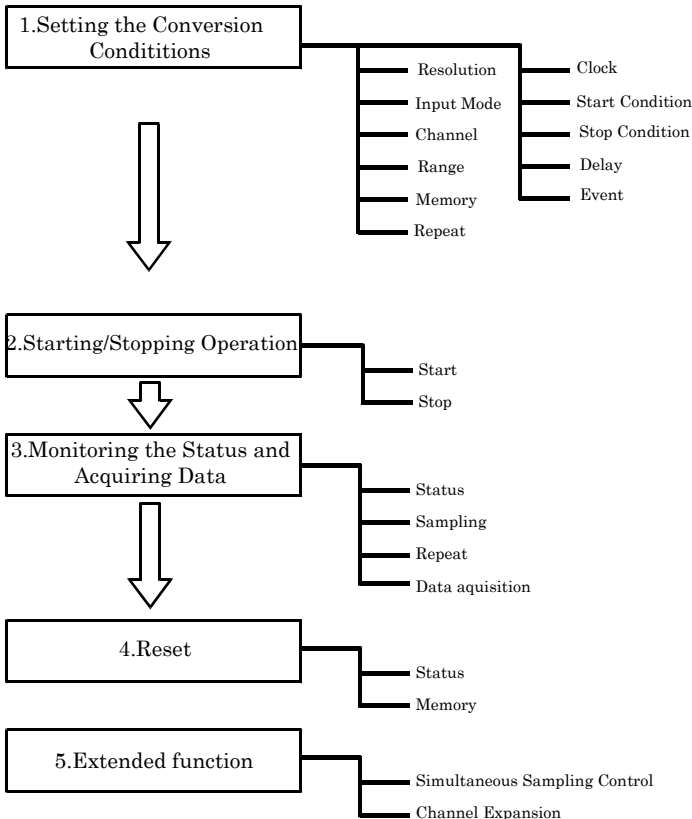 1.Setting the Conversion
Condititions
Resolution
Input Mode
Channel
Range
Memory
Repeat
Clock
Start Condition
Stop Condition
Delay
Event
2.Starting/Stopping Operation
Start
Stop
3.Monitoring the Status and
Acquiring Data
Status
Sampling
Repeat
Data aquisition
4.Reset
Status
Memory
5.Extended function
Simultaneous Sampling Control
Channel Expansion